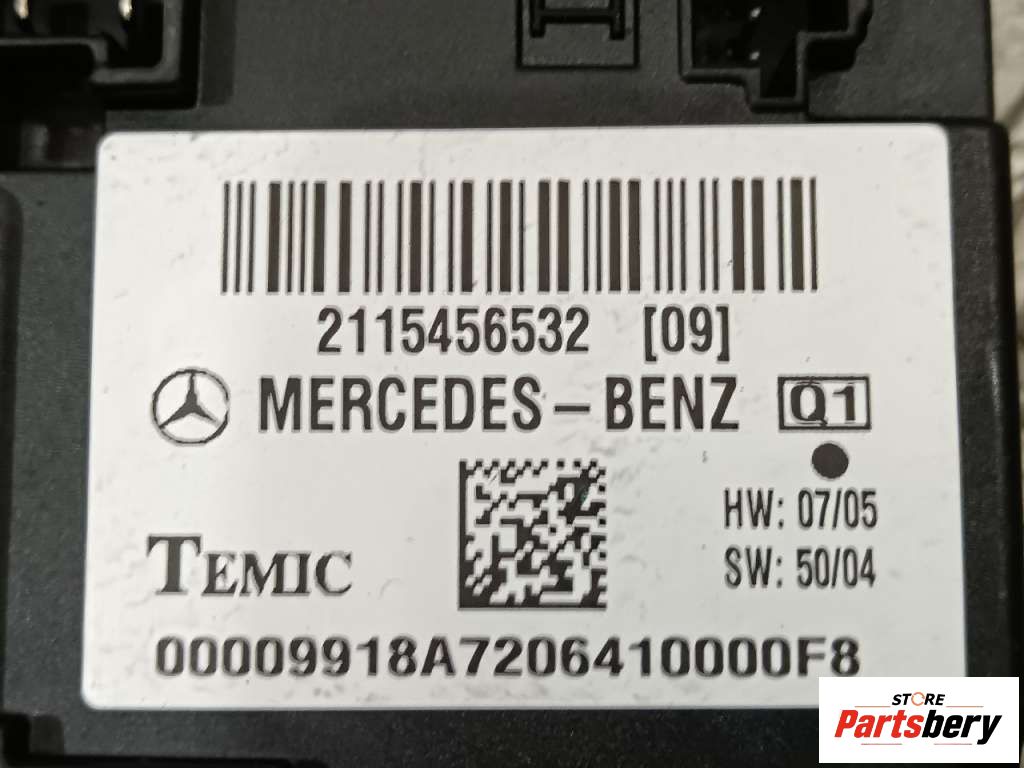 2115456532 [09]
MERCEDES-BENZ Q1
HW: 07/05
TEMIC
SW: 50/04
00009918A7206410000F8
STORE
Partsbery